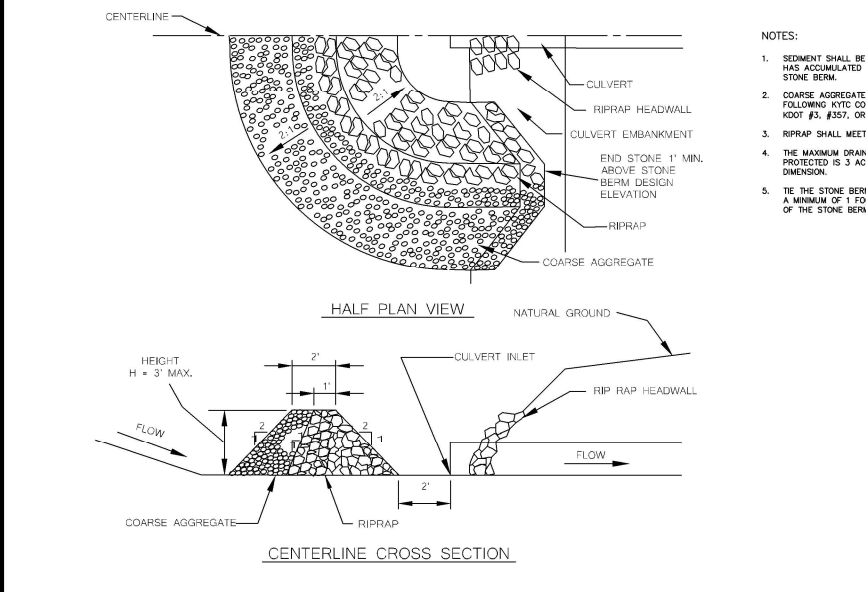 CENTERLINE
CULVERT
RIPRAP HEADWALL
CULVERT EMBANKMENT
END STONE 1' MIN.
ABOVE STONE
BERM DESIGN
ELEVATION
RIPRAP
COARSE AGGREGATE
2:1
2:1
HALF PLAN VIEW
NOTES:
1. SEDIMENT SHALL BE
HAS ACCUMULATED
STONE BERM.
2. COARSE AGGREGATE
FOLLOWING KYTC CO
KDOT #3, #357, OR
3. RIPRAP SHALL MEET
4. THE MAXIMUM DRAIN
PROTECTED IS 3 AC
DIMENSION.
5. TIE THE STONE BERM
A MINIMUM OF 1 FOO
OF THE STONE BERM
NATURAL GROUND
HEIGHT
H = 3' MAX.
2'
1'
CULVERT INLET
RIP RAP HEADWALL
FLOW
2
1
2
1
FLOW
2'
COARSE AGGREGATE
RIPRAP
CENTERLINE CROSS SECTION